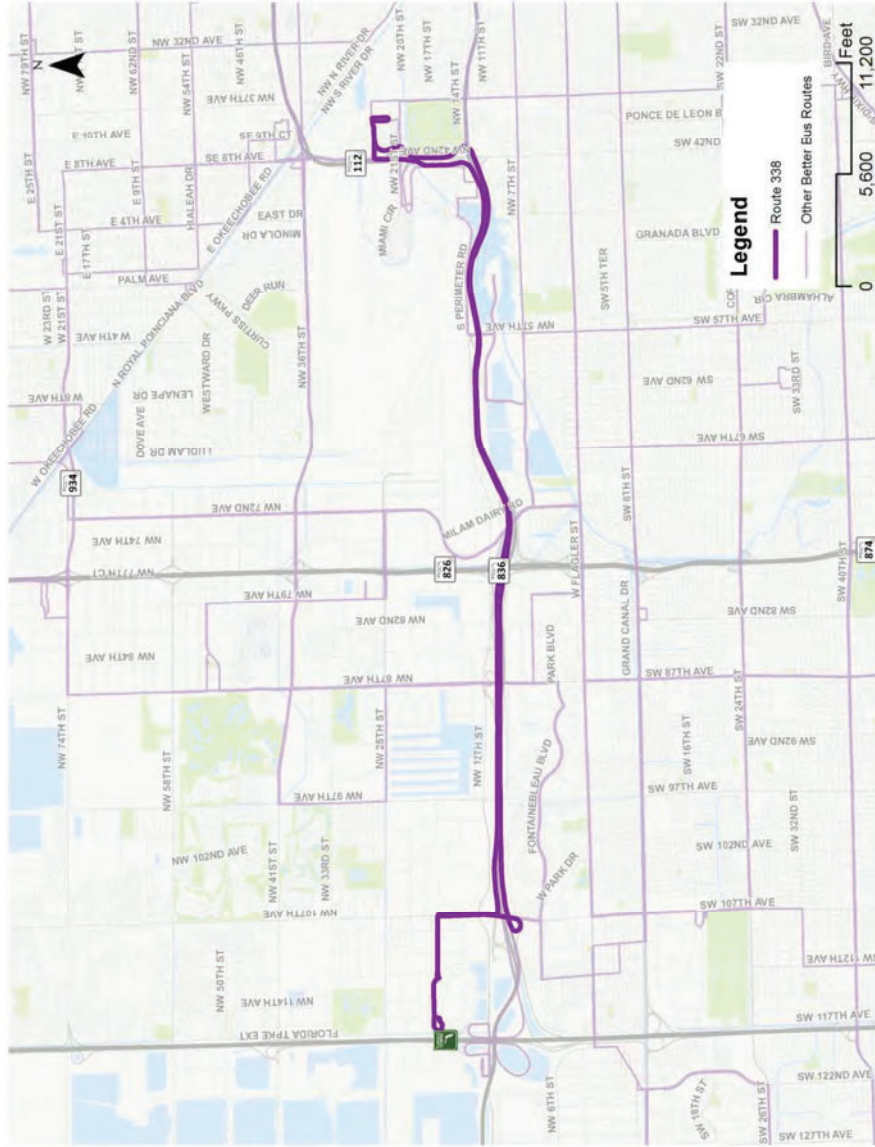 NW 79TH ST
N
NW 62ND ST
NW 54TH ST
NW 46TH ST
NW 32ND AVE
NW 37TH AVE
NW N RIVER DR
NW S RIVER DR
NW 20TH ST
NW 17TH ST
NW 14TH ST
NW 11TH ST
SW 22ND ST
SW 32ND AVE
BIRD AVE
E 10TH AVE
SE 9TH CT
E 8TH AVE
SE 8TH AVE
112
NW 21ST ST
NW 42ND AVE
SW 42ND
E 25TH ST
E 21ST ST
E 17TH ST
E 9TH ST
HIALEAH DR
E 4TH AVE
EAST DR
MINOLA DR
E OKEECHOBEE RD
MIAMI CIR
S PERIMETER RD
NW 7TH ST
PALM AVE
N ROYAL POINCIANA BLVD
CURTISS PKWY
DEER RUN
W 23RD ST
W 21ST ST
W 4TH AVE
WESTWARD DR
LENAPE DR
DOVE AVE
LUDLAM DR
W 8TH AVE
W OKEECHOBEE RD
NW 36TH ST
NW 57TH AVE
SW 5TH TER
GRANADA BLVD
ALHAMBRA CIR
SW 57TH AVE
SW 62ND AVE
SW 33RD ST
SW 67TH AVE
934
NW 72ND AVE
NW 74TH AVE
NW 77TH CT
NW 79TH AVE
NW 82ND AVE
NW 84TH AVE
NW 87TH AVE
MILAM DAIRY RD
826
836
W FLAGLER ST
SW 8TH ST
GRAND CANAL DR
PARK BLVD
SW 82ND AVE
SW 87TH AVE
SW 40TH ST
874
NW 74TH ST
NW 58TH ST
NW 25TH ST
NW 12TH ST
NW 97TH AVE
NW 102ND AVE
NW 41ST ST
NW 33RD ST
NW 107TH AVE
FONTAINEBLEAU BLVD
W PARK DR
SW 16TH ST
SW 24TH ST
SW 92ND AVE
SW 97TH AVE
SW 102ND AVE
SW 32ND ST
SW 107TH AVE
SW 112TH AVE
NW 50TH ST
NW 114TH AVE
FLORIDA TPKE EXT
SW 117TH AVE
NW 6TH ST
SW 18TH ST
SW 26TH ST
SW 122ND AVE
SW 127TH AVE
Legend
Route 338
Other Better Eus Routes
0 5,600 11,200
Feet